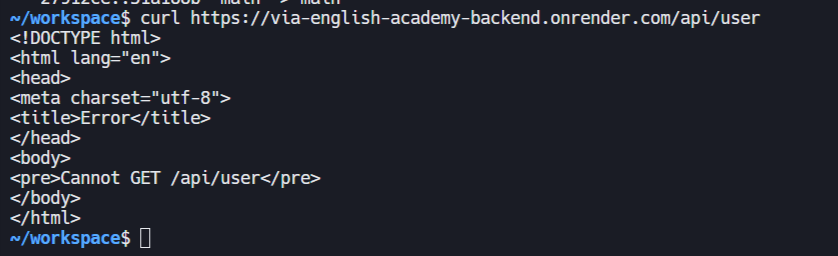 ~/workspace$ curl https://via-english-academy-backend.onrender.com/api/user
<!DOCTYPE html>
<html lang="en">
<head>
<meta charset="utf-8">
<title>Error</title>
</head>
<body>
<pre>Cannot GET /api/user</pre>
</body>
</html>
~/workspace$